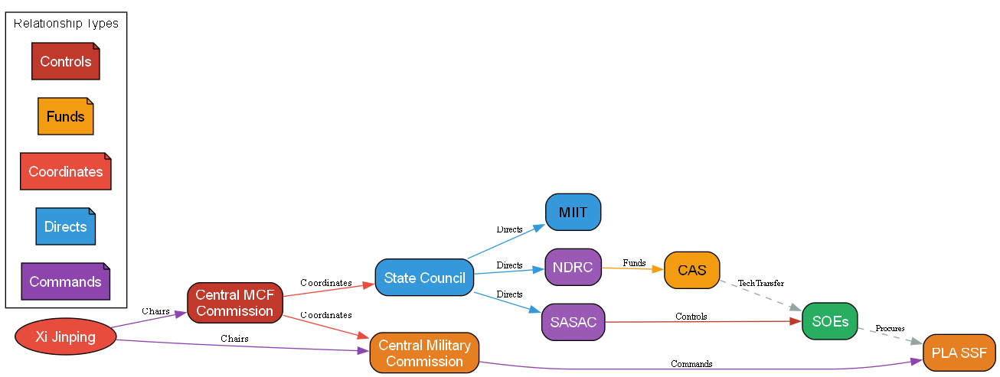 Relationship Types
Controls
Funds
Coordinates
Directs
Commands
Xi Jinping
Chairs
Chairs
Central MCF
Commission
Coordinates
Coordinates
State Council
Central Military
Commission
Directs
Directs
Directs
MIIT
NDRC
SASAC
Funds
CAS
Controls
Commands
TechTransfer
SOEs
Procures
PLA SSF